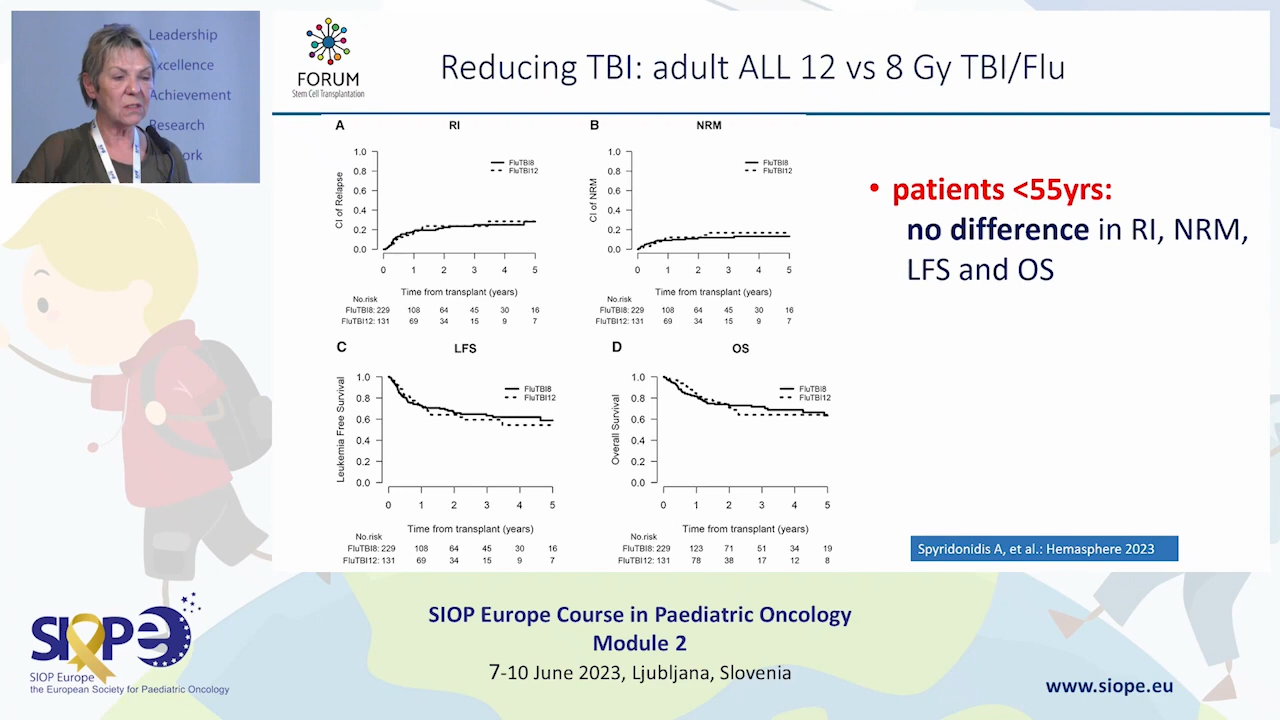 Leadership
xcellence
Achievement
Research
ork
FORUM
Stem Cell Transplantation
Reducing TBI: adult ALL 12 vs 8 Gy TBI/Flu
A
RI
CI of Relapse
1.0
0.8
0.6
0.4
0.2
0.0
FluTBI8
FluTBI12
0 1 2 3 4 5
Time from transplant (years)
No.risk
FluTBI8: 229 108 64 45 30 16
FluTBI12: 131 69 34 15 9 7
B
NRM
CI of NRM
1.0
0.8
0.6
0.4
0.2
0.0
FluTBI8
FluTBI12
0 1 2 3 4 5
Time from transplant (years)
No.risk
FluTBI8: 229 108 64 45 30 16
FluTBI12: 131 69 34 15 9 7
C
LFS
Leukemia Free Survival
1.0
0.8
0.6
0.4
0.2
0.0
FluTBI8
FluTBI12
0 1 2 3 4 5
Time from transplant (years)
No.risk
FluTBI8: 229 108 64 45 30 16
FluTBI12: 131 69 34 15 9 7
D
OS
Overall Survival
1.0
0.8
0.6
0.4
0.2
0.0
FluTBI8
FluTBI12
0 1 2 3 4 5
Time from transplant (years)
No.risk
FluTBI8: 229 123 71 51 34 19
FluTBI12: 131 78 38 17 12 8
• patients <55yrs:
no difference in RI, NRM,
LFS and OS
Spyridonidis A, et al.: Hemasphere 2023
SIOP e
SIOP Europe
the European Society for Paediatric Oncology
SIOP Europe Course in Paediatric Oncology
Module 2
7-10 June 2023, Ljubljana, Slovenia
www.siope.eu